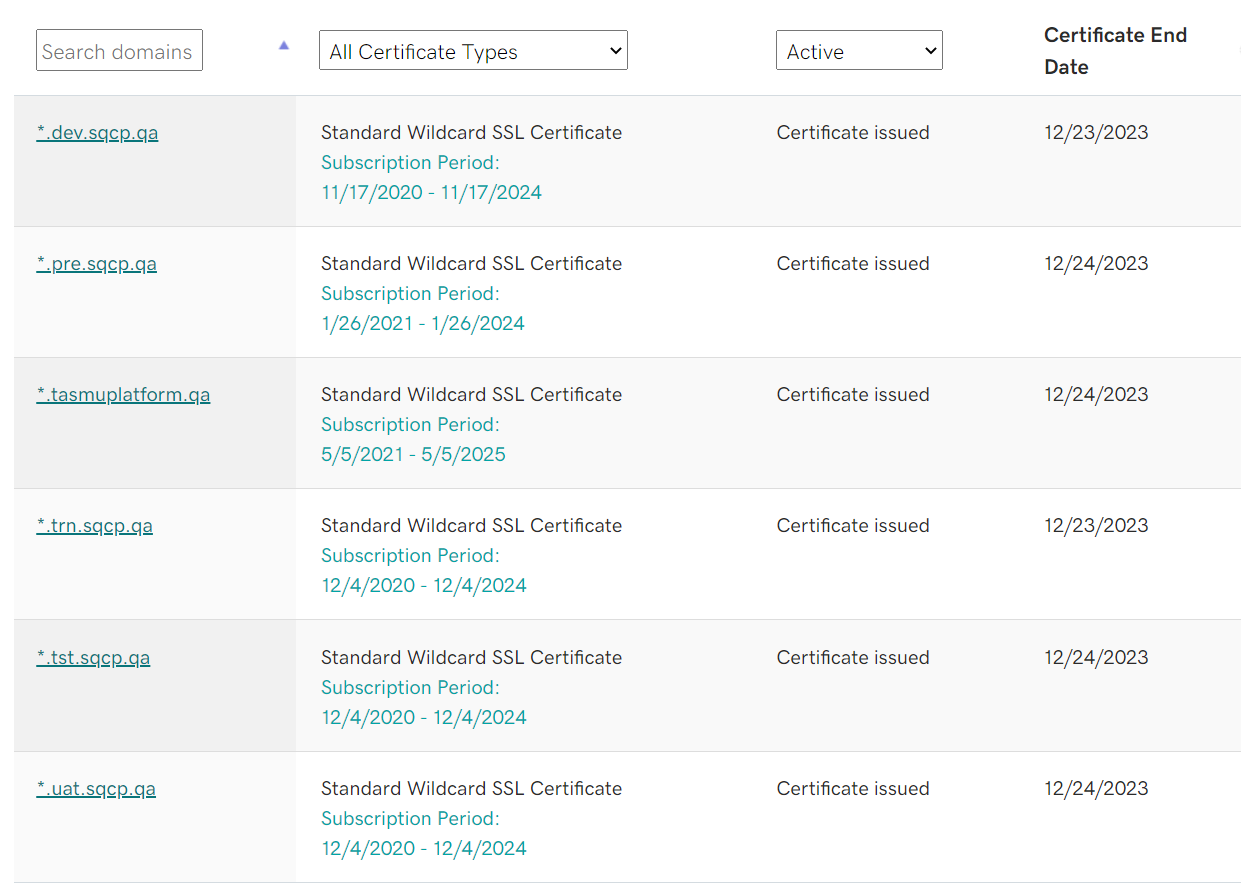 Search domains
All Certificate Types
Active
Certificate End
Date
*.dev.sqcp.qa
Standard Wildcard SSL Certificate
Certificate issued
12/23/2023
Subscription Period:
11/17/2020 - 11/17/2024
*.pre.sqcp.qa
Standard Wildcard SSL Certificate
Certificate issued
12/24/2023
Subscription Period:
1/26/2021 - 1/26/2024
*.tasmuplatform.qa
Standard Wildcard SSL Certificate
Certificate issued
12/24/2023
Subscription Period:
5/5/2021 - 5/5/2025
*.trn.sqcp.qa
Standard Wildcard SSL Certificate
Certificate issued
12/23/2023
Subscription Period:
12/4/2020 - 12/4/2024
*.tst.sqcp.qa
Standard Wildcard SSL Certificate
Certificate issued
12/24/2023
Subscription Period:
12/4/2020 - 12/4/2024
*.uat.sqcp.qa
Standard Wildcard SSL Certificate
Certificate issued
12/24/2023
Subscription Period:
12/4/2020 - 12/4/2024